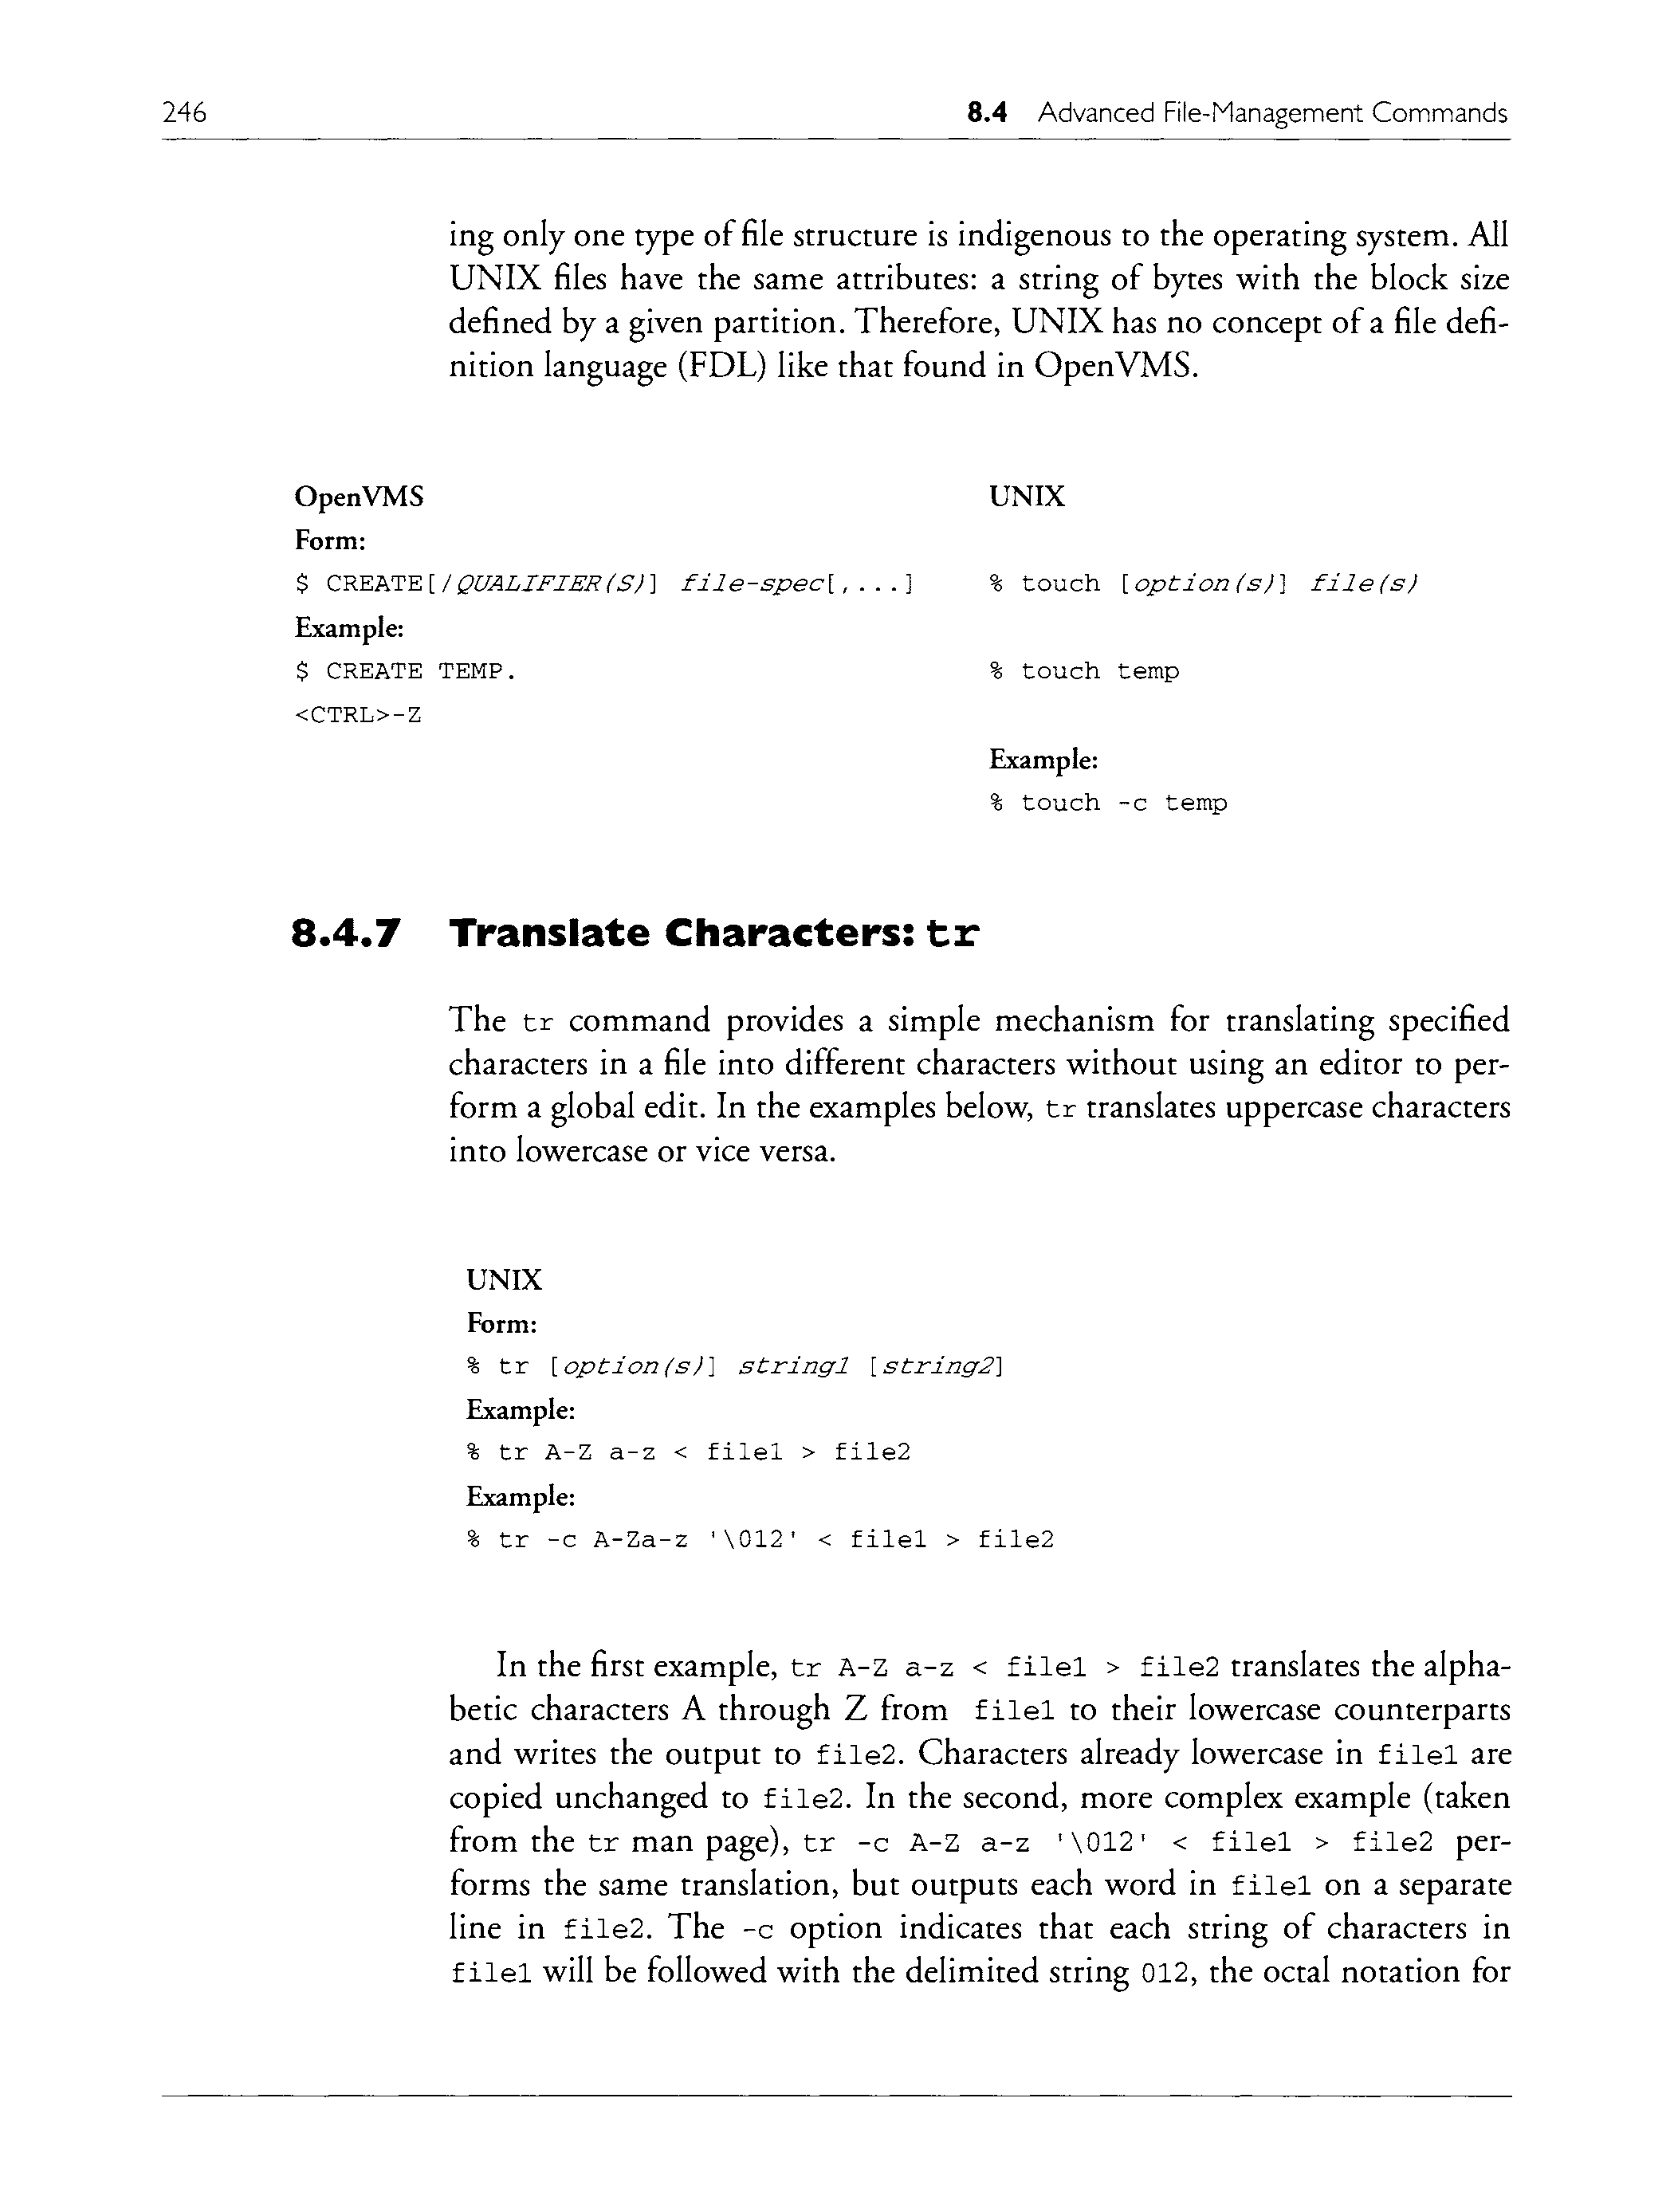 246
8.4 Advanced File-Management Commands
ing only one type of file structure is indigenous to the operating system. All
UNIX files have the same attributes: a string of bytes with the block size
defined by a given partition. Therefore, UNIX has no concept of a file defi-
nition language (FDL) like that found in OpenVMS.
OpenVMS UNIX
Form:
$ CREATE[/QUALIFIER(S)] file-spec[,...] % touch [option(s)] file(s)
Example:
$ CREATE TEMP. % touch temp
<CTRL>-Z
Example:
% touch -c temp
8.4.7 Translate Characters: tr
The tr command provides a simple mechanism for translating specified
characters in a file into different characters without using an editor to per-
form a global edit. In the examples below, tr translates uppercase characters
into lowercase or vice versa.
UNIX
Form:
% tr [option(s)] string1 [string2]
Example:
% tr A-Z a-z < file1 > file2
Example:
% tr -c A-Za-z '\012' < file1 > file2
In the first example, tr A-Z a-z < file1 > file2 translates the alpha-
betic characters A through Z from file1 to their lowercase counterparts
and writes the output to file2. Characters already lowercase in file1 are
copied unchanged to file2. In the second, more complex example (taken
from the tr man page), tr -c A-Z a-z '\012' < file1 > file2 per-
forms the same translation, but outputs each word in file1 on a separate
line in file2. The -c option indicates that each string of characters in
file1 will be followed with the delimited string 012, the octal notation for